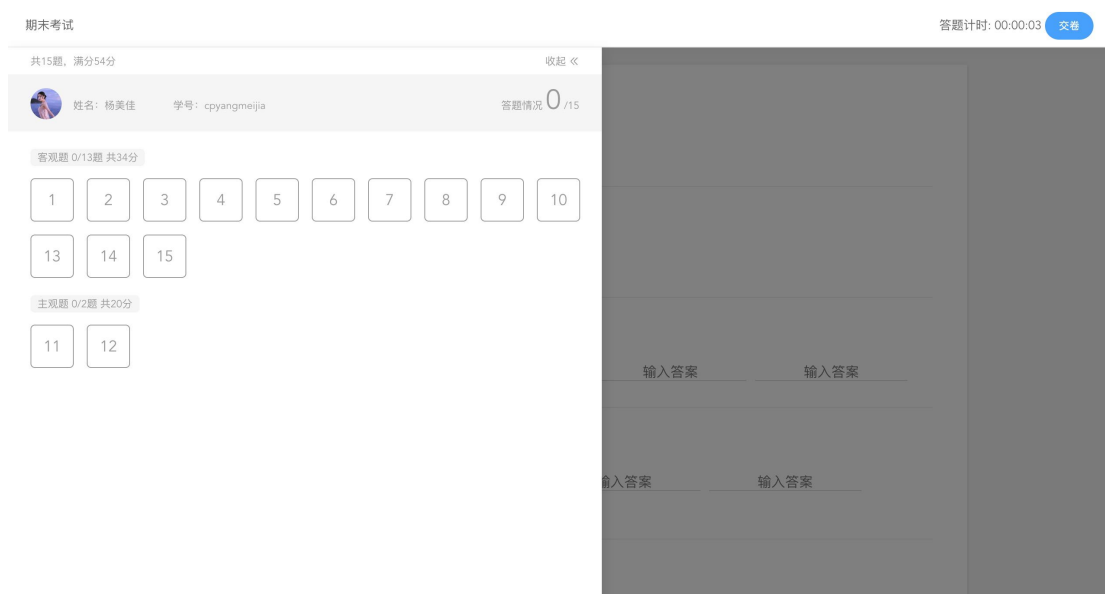 期末考试
答题计时: 00:00:03 交卷
共15题，满分54分 收起 «
姓名：杨美佳 学号：cpyangmeijia 答题情况 0/15
客观题 0/13题 共34分
1 2 3 4 5 6 7 8 9 10
13 14 15
主观题 0/2题 共20分
11 12
输入答案 输入答案
输入答案 输入答案